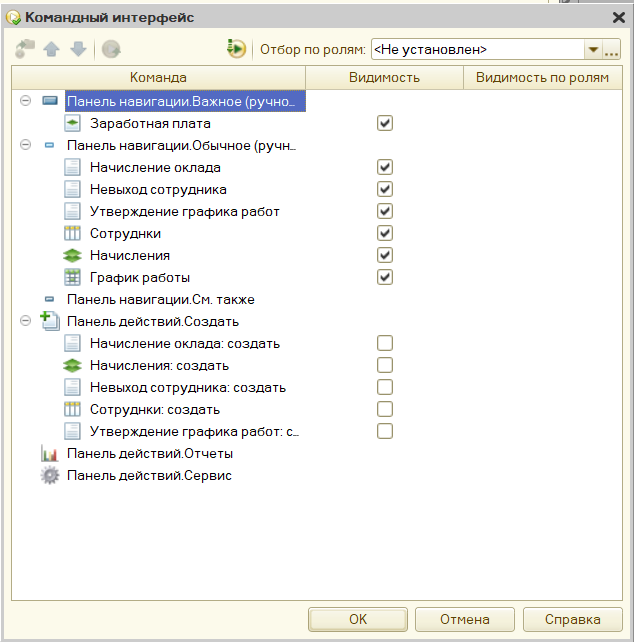 Командный интерфейс
Отбор по ролям: <Не установлен> ...
Команда Видимость Видимость по ролям
Панель навигации.Важное (ручно...
Заработная плата
Панель навигации.Обычное (ручн...
Начисление оклада
Невыход сотрудника
Утверждение графика работ
Сотруднки
Начисления
График работы
Панель навигации.См. также
Панель действий.Создать
Начисление оклада: создать
Начисления: создать
Невыход сотрудника: создать
Сотруднки: создать
Утверждение графика работ: с...
Панель действий.Отчеты
Панель действий.Сервис
OK Отмена Справка